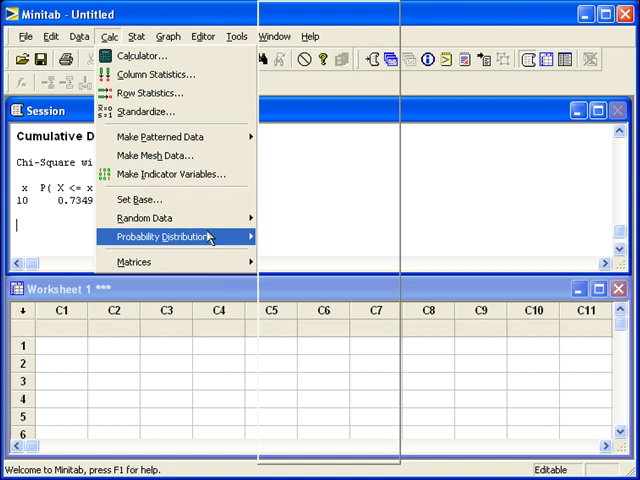 Minitab - Untitled
File Edit Data Calc Stat Graph Editor Tools Window Help
Calculator...
Column Statistics...
Row Statistics...
Standardize...
Make Patterned Data
Make Mesh Data...
Make Indicator Variables...
Set Base...
Random Data
Probability Distribution
Matrices
Session
Cumulative D
Chi-Square wi
x P( X <= x
10 0.7349
Worksheet 1 ***
C1 C2 C3 C4 C5 C6 C7 C8 C9 C10 C11
1
2
3
4
5
6
Welcome to Minitab, press F1 for help.
Editable